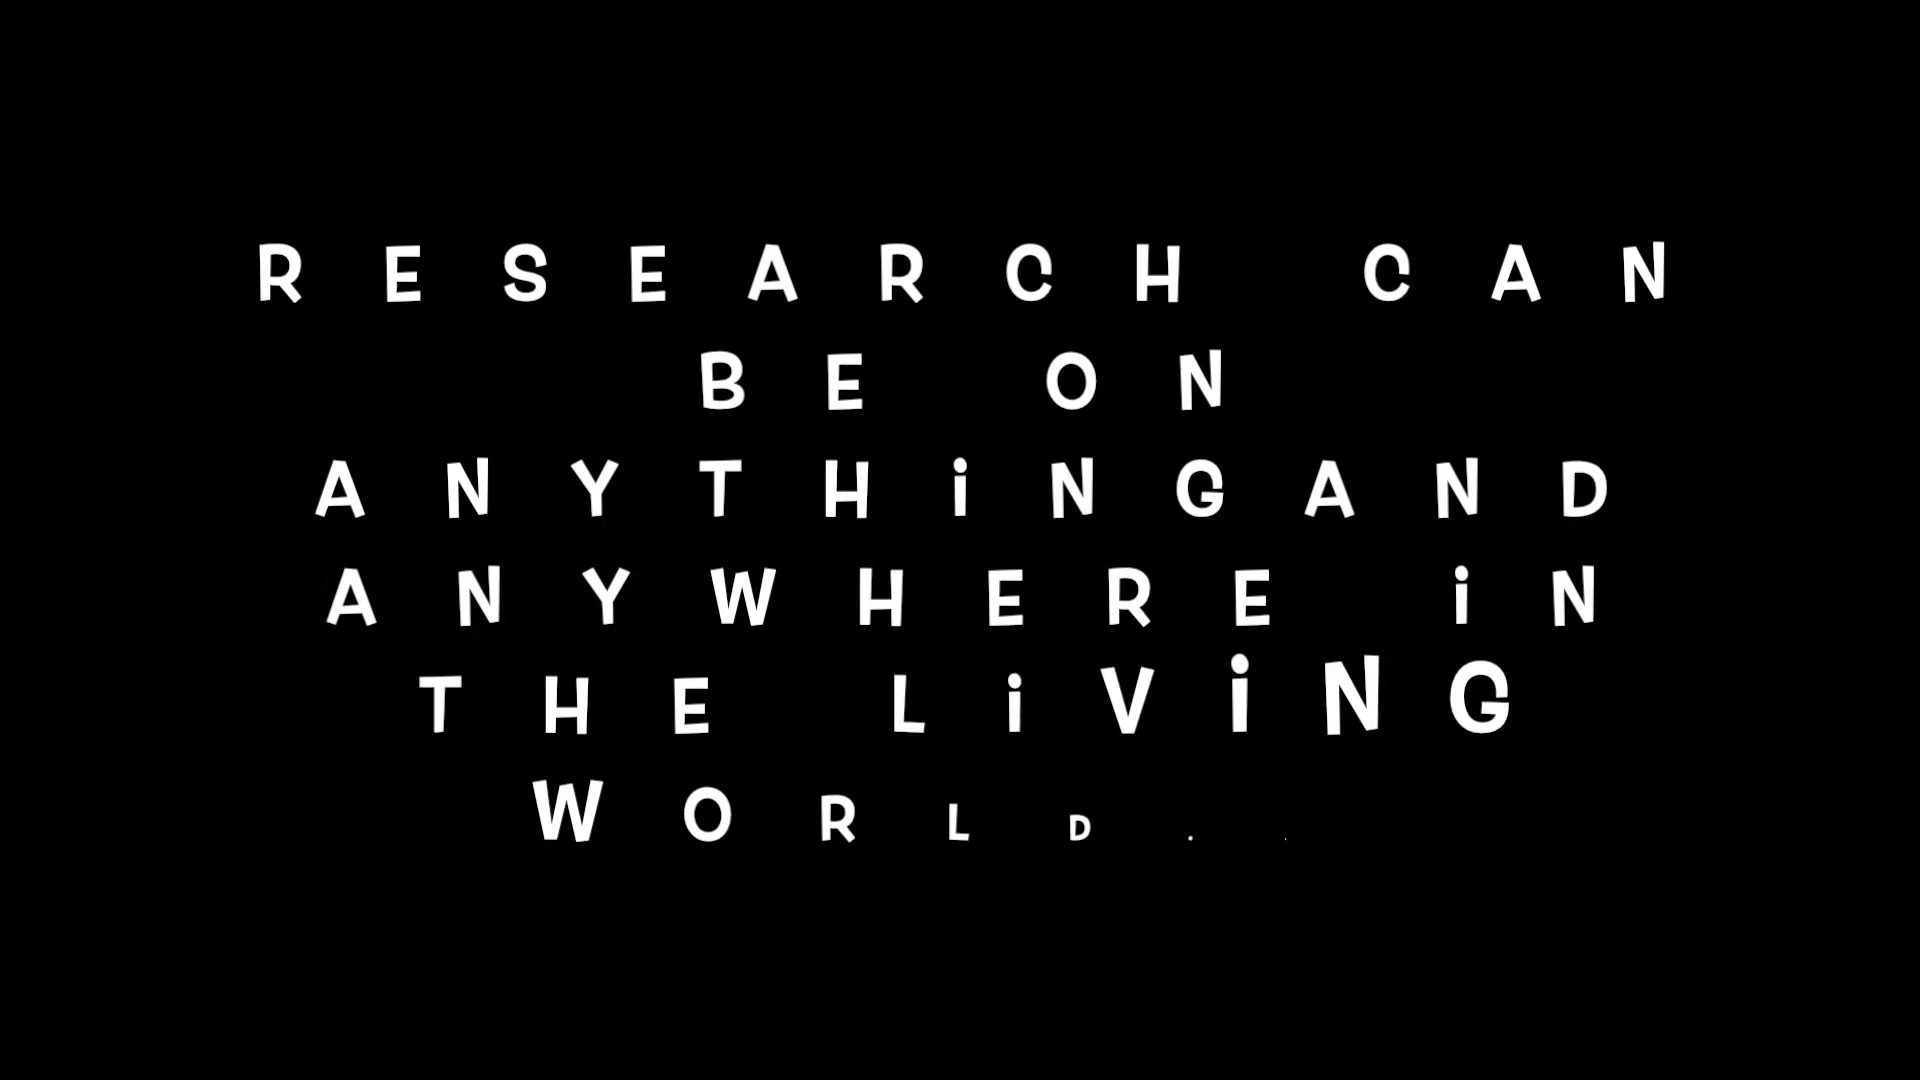 RESEARCH CAN
BE ON
ANYTHiNGAND
ANYWHERE iN
THE LiViNG
WORLD..